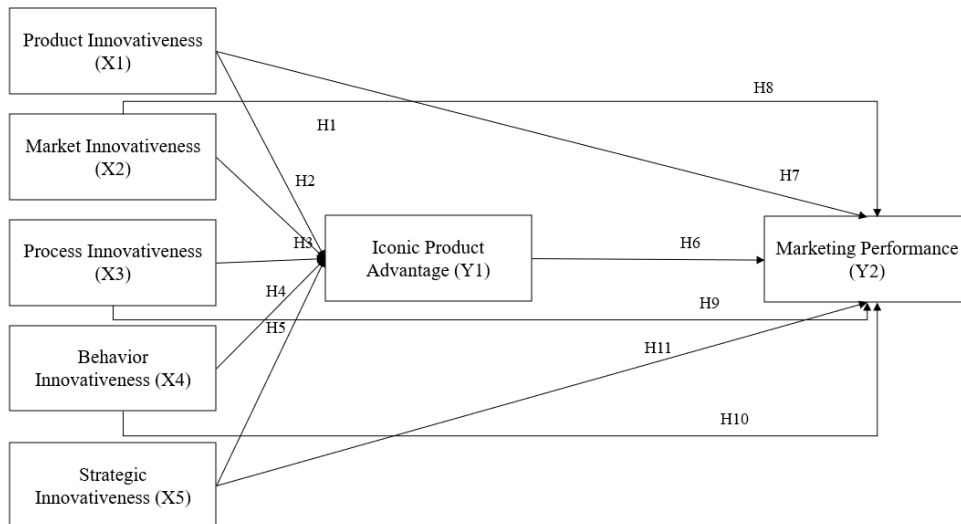 Product Innovativeness
(X1)
H8
H1
Market Innovativeness
(X2)
H7
H2
Process Innovativeness
(X3)
H3
Iconic Product
Advantage (Y1)
H6
Marketing Performance
(Y2)
H4
H9
H5
H11
Behavior
Innovativeness (X4)
H10
Strategic
Innovativeness (X5)